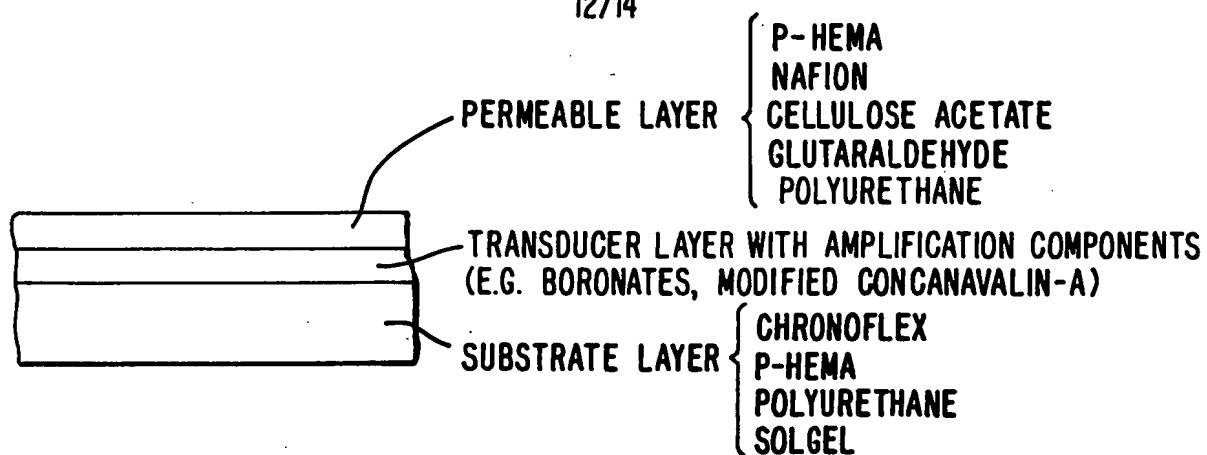 12/14
P-HEMA
NAFION
PERMEABLE LAYER
CELLULOSE ACETATE
GLUTARALDEHYDE
POLYURETHANE
TRANSDUCER LAYER WITH AMPLIFICATION COMPONENTS
(E.G. BORONATES, MODIFIED CONCANAVALIN-A)
SUBSTRATE LAYER
CHRONOFLEX
P-HEMA
POLYURETHANE
SOLGEL